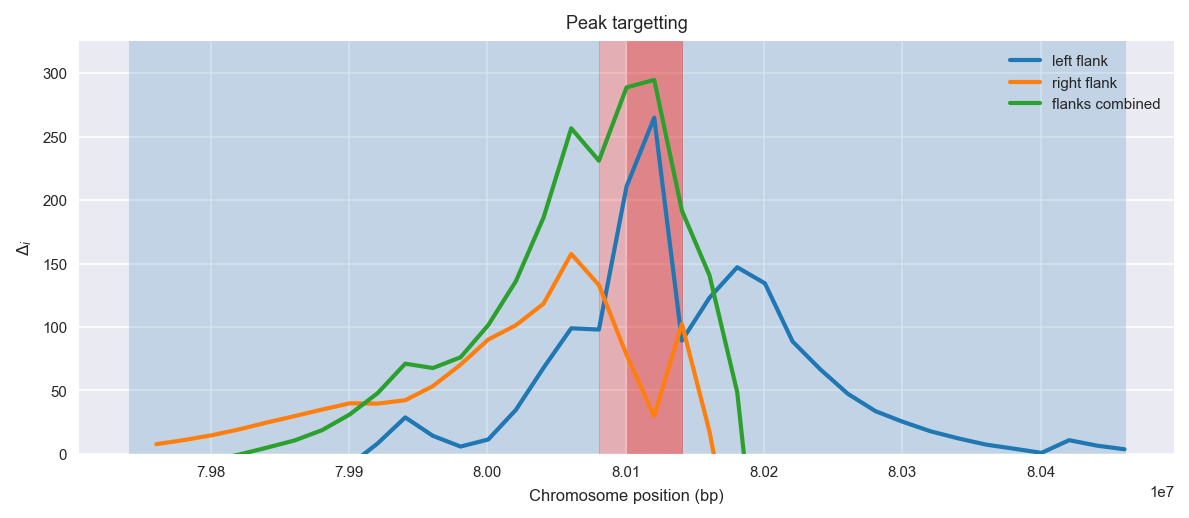 Peak targetting
left flank
right flank
flanks combined
300
250
200
150
100
50
0
Δi
7.98
7.99
8.00
8.01
8.02
8.03
8.04
1e7
Chromosome position (bp)